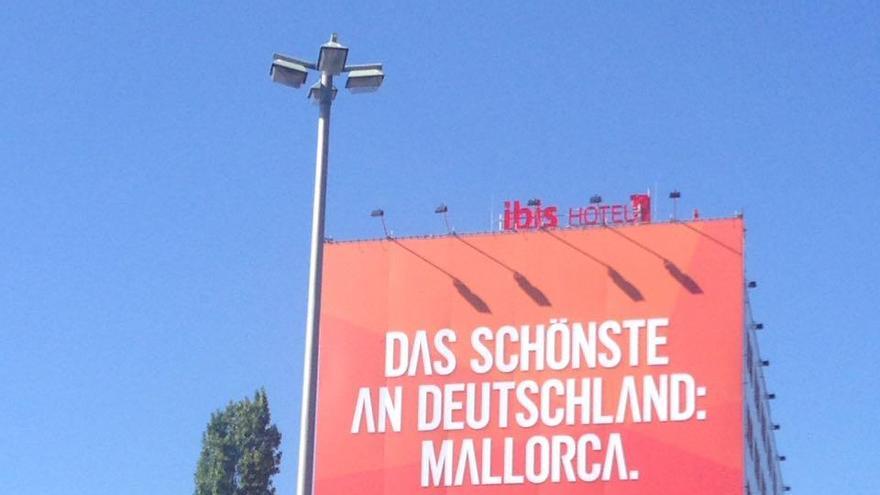 ibis HOTEL
DAS SCHÖNSTE
AN DEUTSCHLAND:
MALLORCA.